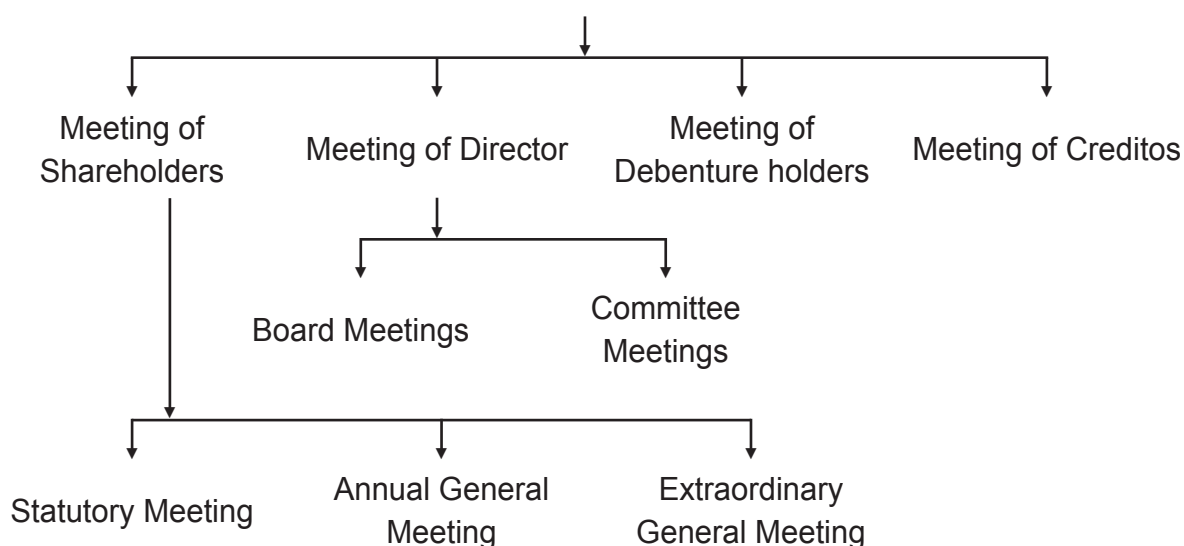 Meeting of
Shareholders
Meeting of Director
Meeting of
Debenture holders
Meeting of Creditos
Board Meetings
Committee
Meetings
Statutory Meeting
Annual General
Meeting
Extraordinary
General Meeting